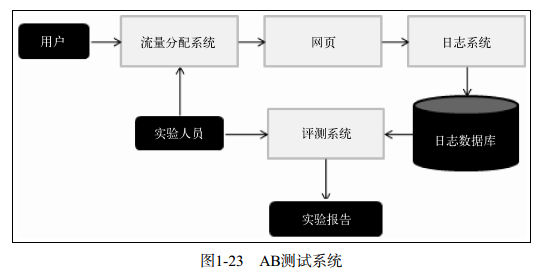 用户
流量分配系统
网页
日志系统
实验人员
评测系统
日志数据库
实验报告
图1-23 AB测试系统